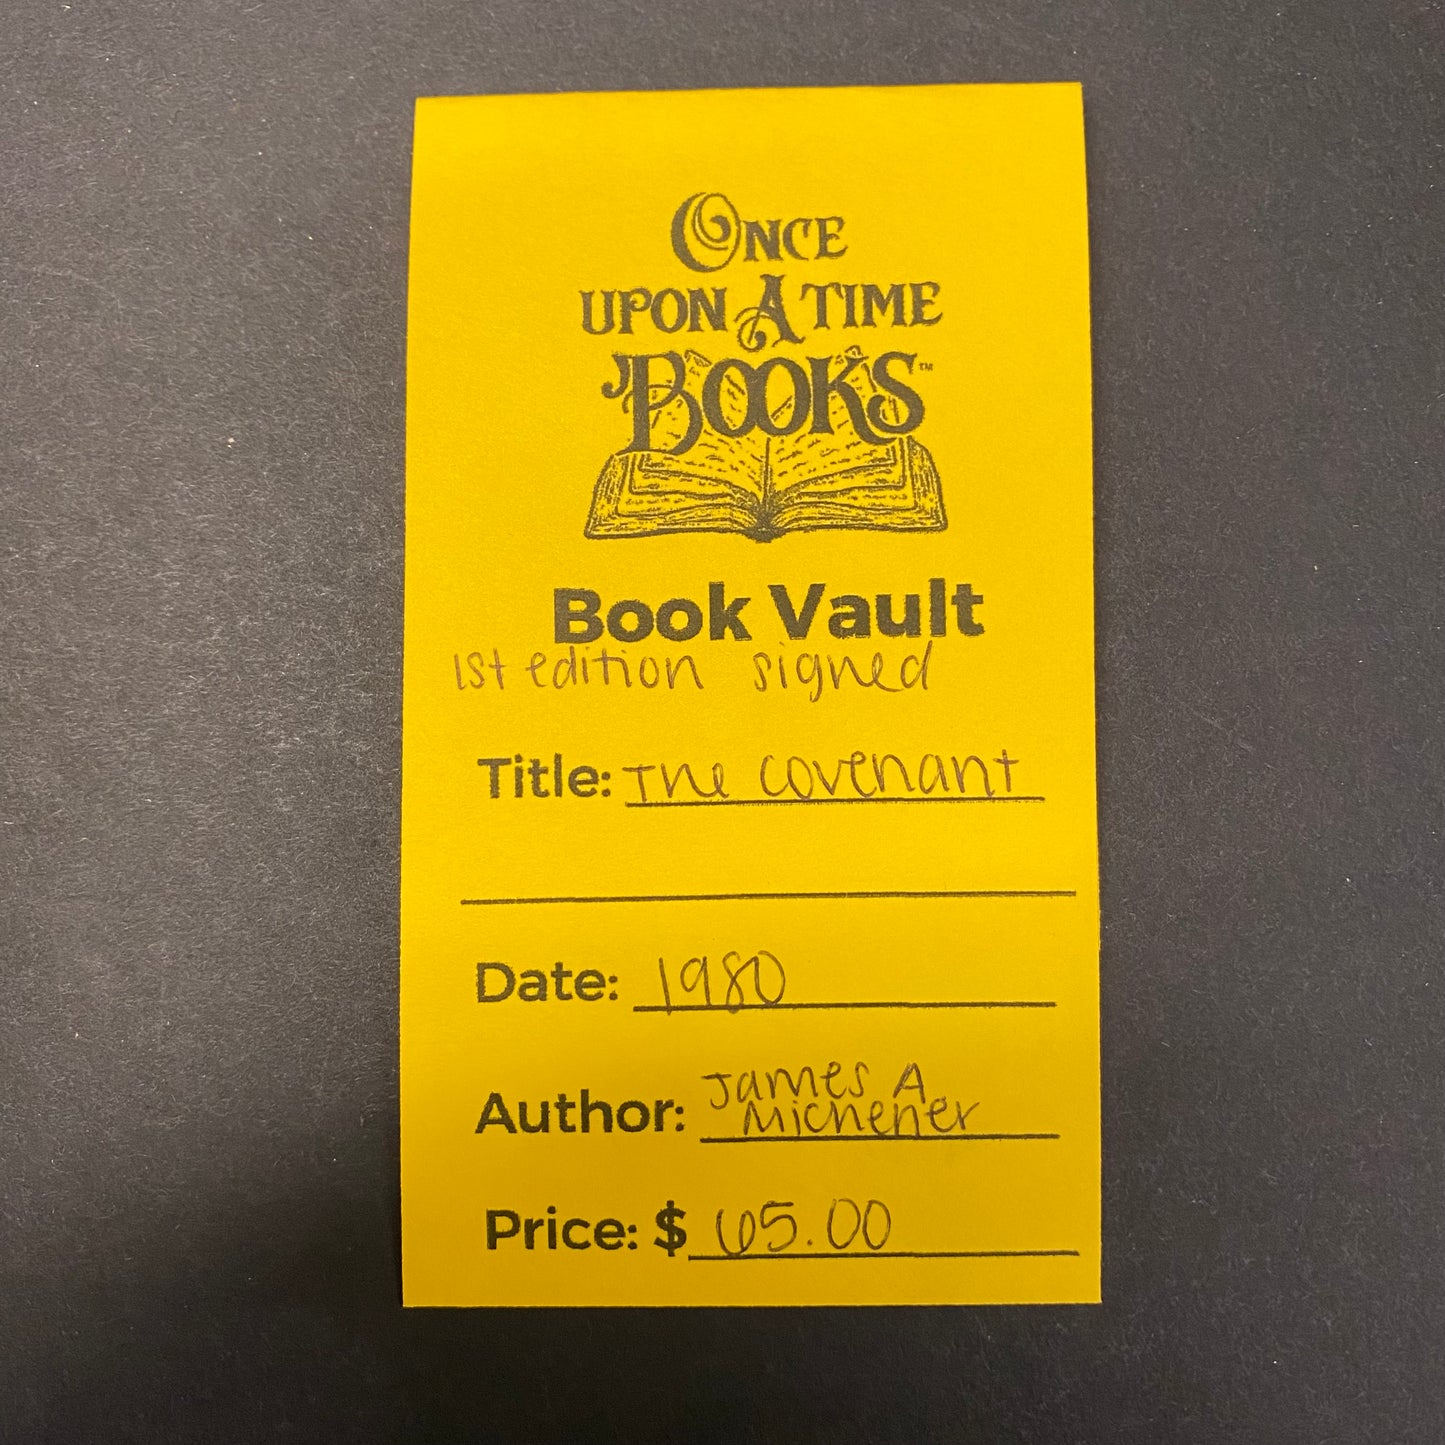 Once
upon A time
Books™
Book Vault
1st edition signed
Title: The Covenant
Date: 1980
Author: James A.
Michener
Price: $ 65.00